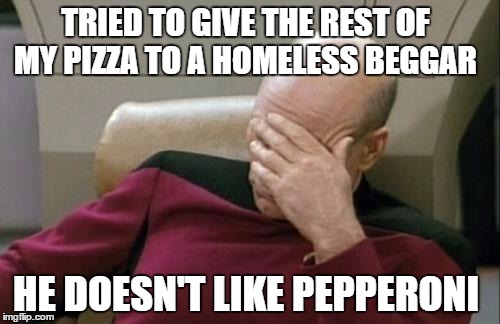 TRIED TO GIVE THE REST OF
MY PIZZA TO A HOMELESS BEGGAR
HE DOESN'T LIKE PEPPERONI
imgflip.com